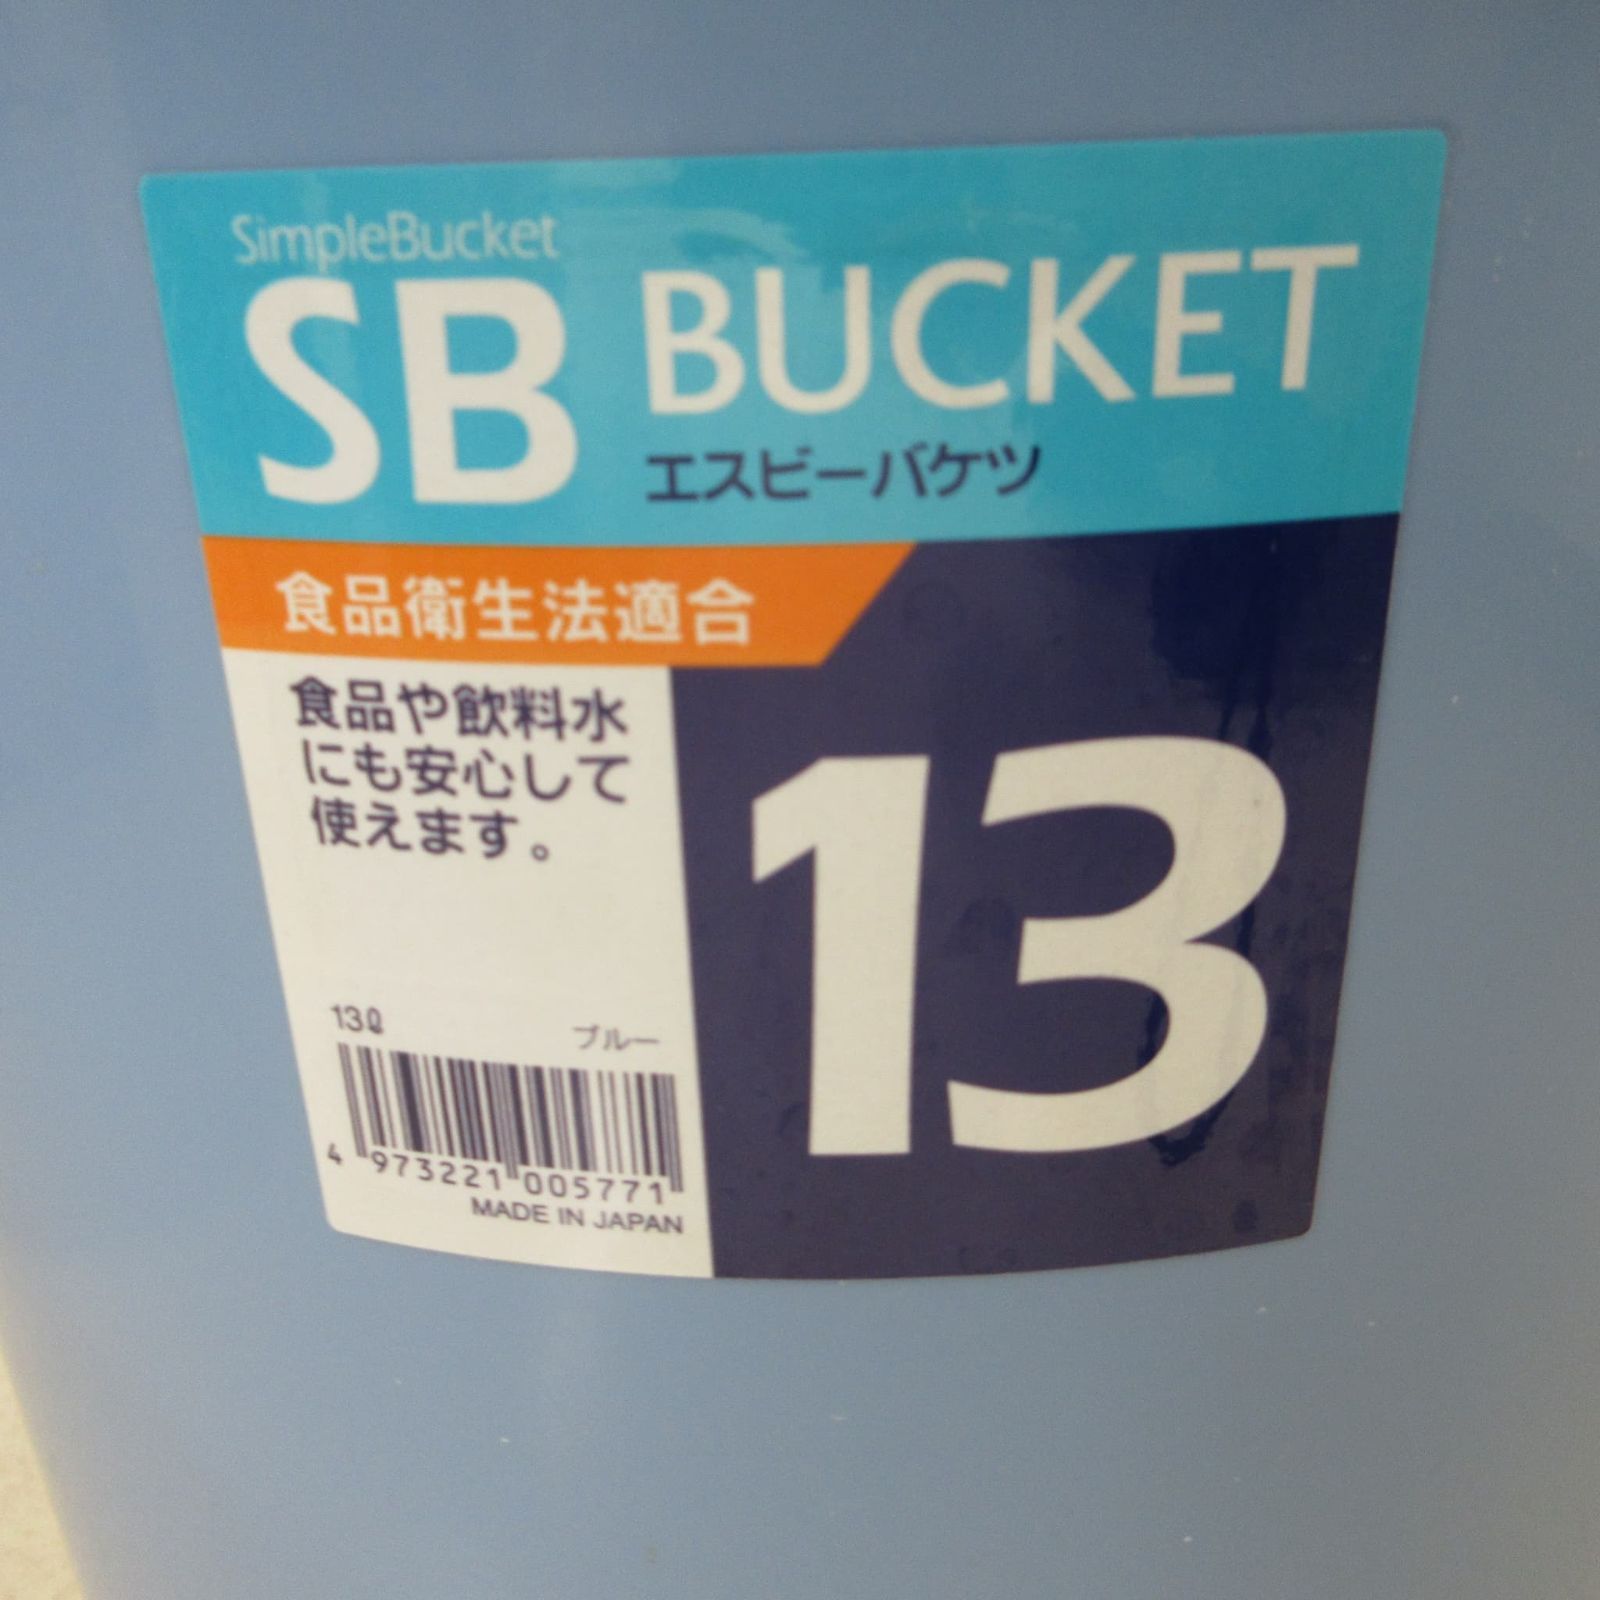 SimpleBucket
SB BUCKET
エスビーバケツ
食品衛生法適合
食品や飲料水
にも安心して
使えます。
13
13ℓ ブルー
4 973221 005771
MADE IN JAPAN